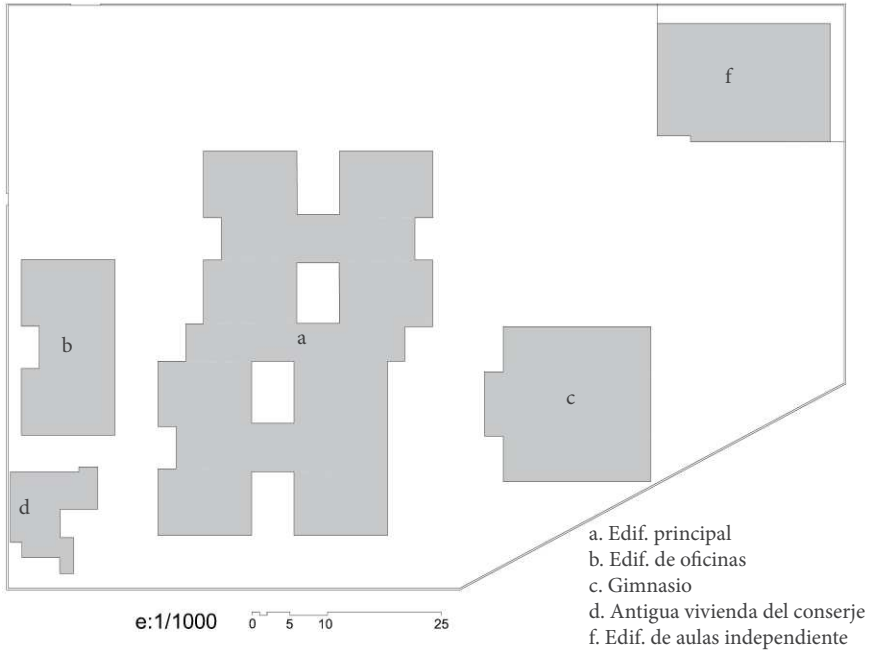 f
a
b
c
d
a. Edif. principal
b. Edif. de oficinas
c. Gimnasio
d. Antigua vivienda del conserje
f. Edif. de aulas independiente
e:1/1000
0 5 10 25